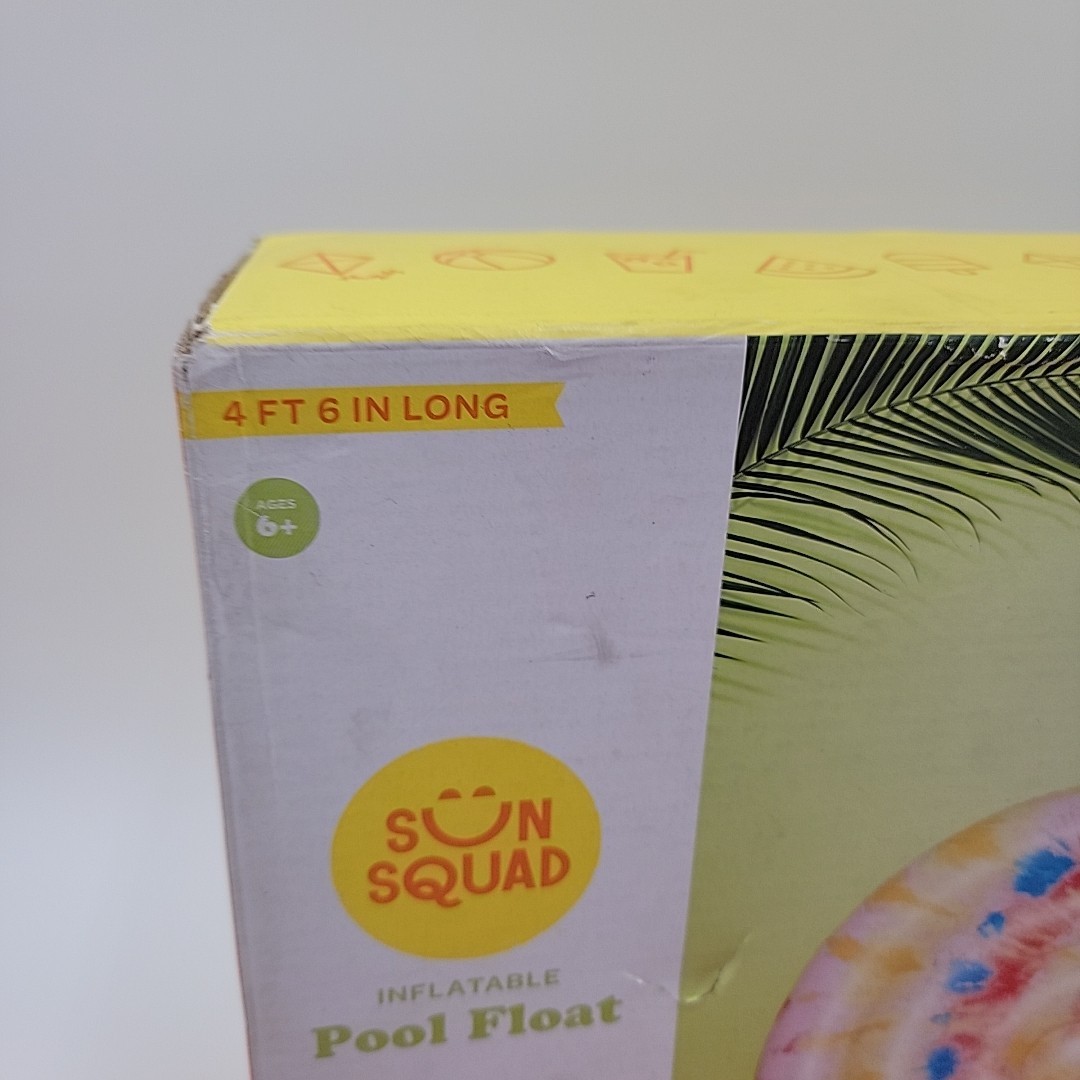 4 FT 6 IN LONG
AGES
6+
SUN
SQUAD
INFLATABLE
Pool Float